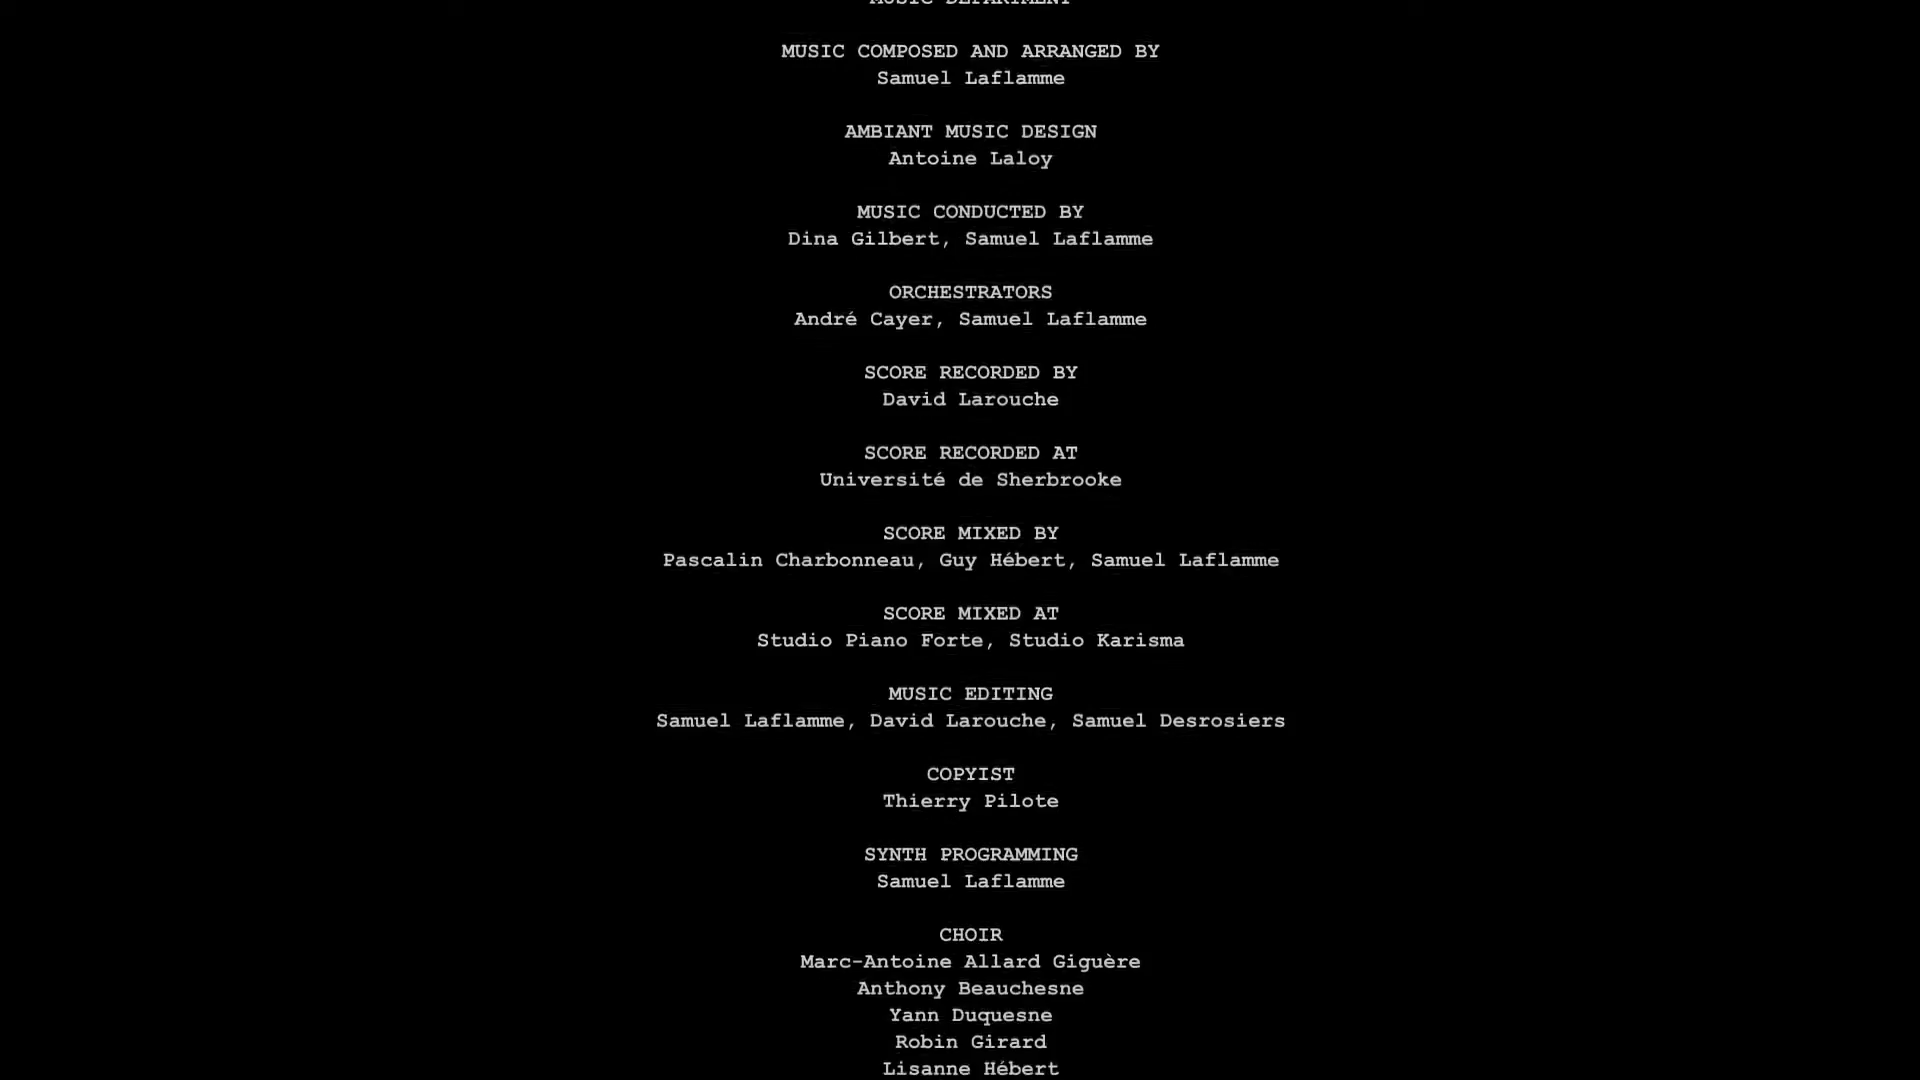 MUSIC DEPARTMENT
MUSIC COMPOSED AND ARRANGED BY
Samuel Laflamme
AMBIANT MUSIC DESIGN
Antoine Laloy
MUSIC CONDUCTED BY
Dina Gilbert, Samuel Laflamme
ORCHESTRATORS
André Cayer, Samuel Laflamme
SCORE RECORDED BY
David Larouche
SCORE RECORDED AT
Université de Sherbrooke
SCORE MIXED BY
Pascalin Charbonneau, Guy Hébert, Samuel Laflamme
SCORE MIXED AT
Studio Piano Forte, Studio Karisma
MUSIC EDITING
Samuel Laflamme, David Larouche, Samuel Desrosiers
COPYIST
Thierry Pilote
SYNTH PROGRAMMING
Samuel Laflamme
CHOIR
Marc-Antoine Allard Giguère
Anthony Beauchesne
Yann Duquesne
Robin Girard
Lisanne Hébert